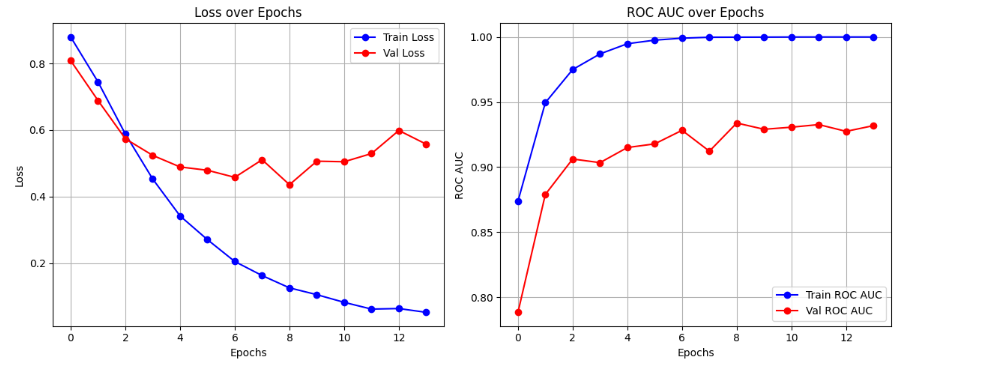 Loss over Epochs
Train Loss
Val Loss
0.8
0.6
0.4
0.2
Loss
0 2 4 6 8 10 12
Epochs
ROC AUC over Epochs
1.00
0.95
0.90
0.85
0.80
ROC AUC
Train ROC AUC
Val ROC AUC
0 2 4 6 8 10 12
Epochs